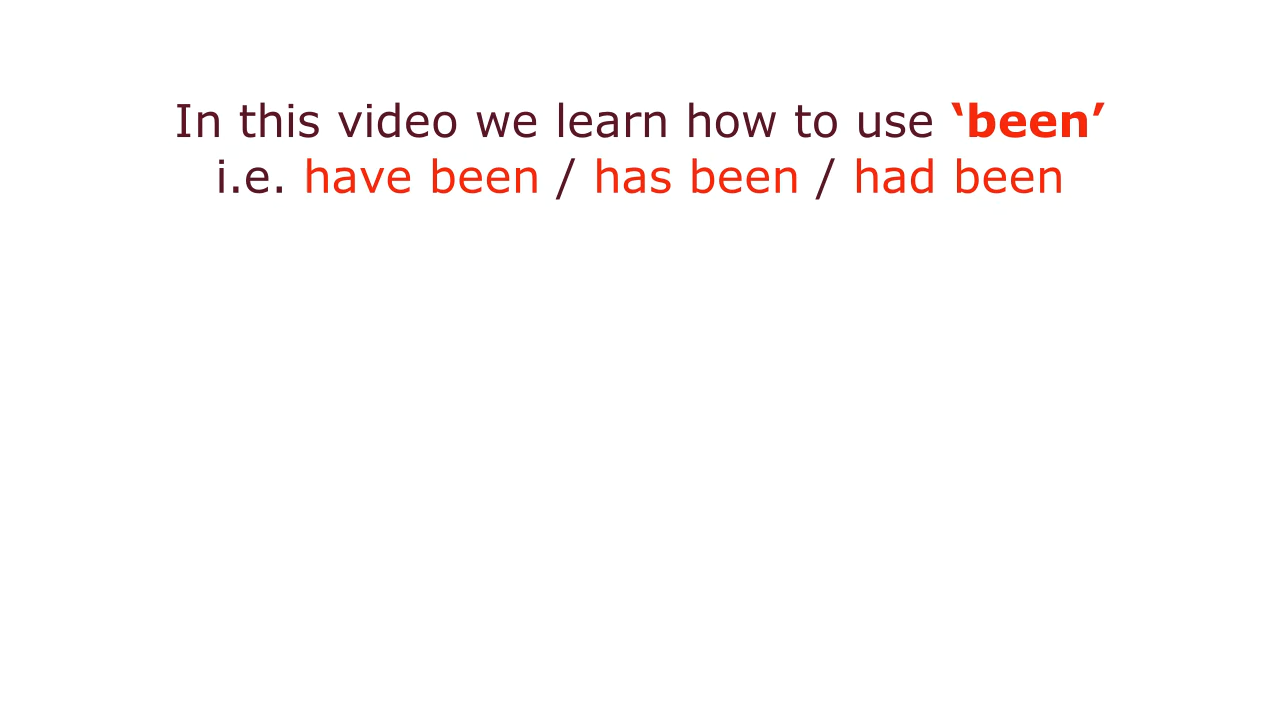 In this video we learn how to use ‘been’
i.e. have been / has been / had been